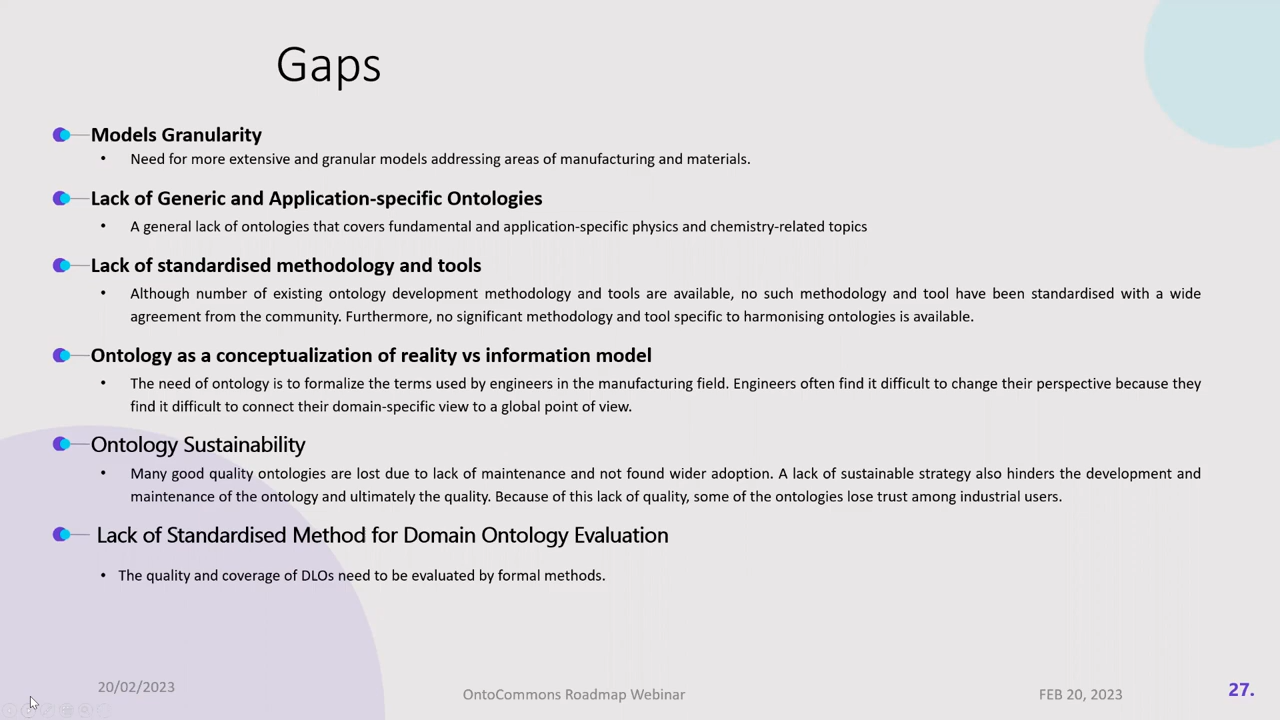 Gaps
Models Granularity
• Need for more extensive and granular models addressing areas of manufacturing and materials.
Lack of Generic and Application-specific Ontologies
• A general lack of ontologies that covers fundamental and application-specific physics and chemistry-related topics
Lack of standardised methodology and tools
• Although number of existing ontology development methodology and tools are available, no such methodology and tool have been standardised with a wide
agreement from the community. Furthermore, no significant methodology and tool specific to harmonising ontologies is available.
Ontology as a conceptualization of reality vs information model
• The need of ontology is to formalize the terms used by engineers in the manufacturing field. Engineers often find it difficult to change their perspective because they
find it difficult to connect their domain-specific view to a global point of view.
Ontology Sustainability
• Many good quality ontologies are lost due to lack of maintenance and not found wider adoption. A lack of sustainable strategy also hinders the development and
maintenance of the ontology and ultimately the quality. Because of this lack of quality, some of the ontologies lose trust among industrial users.
Lack of Standardised Method for Domain Ontology Evaluation
• The quality and coverage of DLOs need to be evaluated by formal methods.
20/02/2023
OntoCommons Roadmap Webinar
FEB 20, 2023
27.